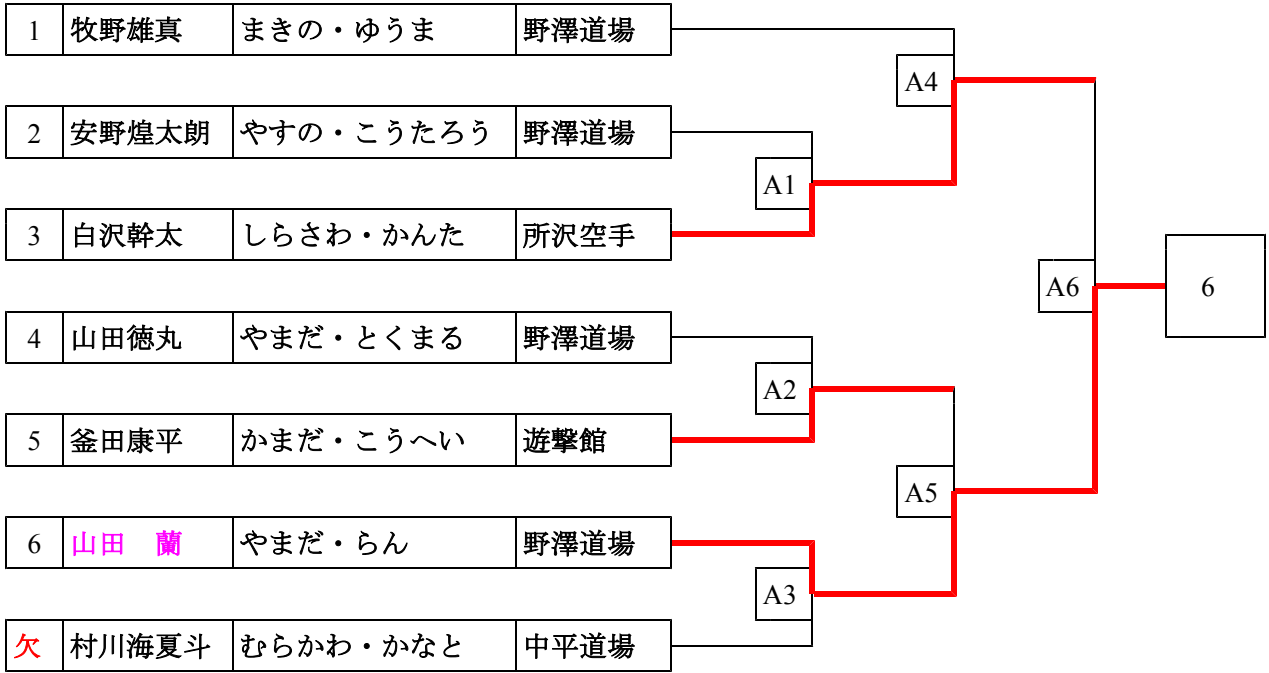 1 牧野雄真 まきの・ゆうま 野澤道場
A4
2 安野煌太朗 やすの・こうたろう 野澤道場
A1
3 白沢幹太 しらさわ・かんた 所沢空手
A6 6
4 山田徳丸 やまだ・とくまる 野澤道場
A2
5 釜田康平 かまだ・こうへい 遊撃館
A5
6 山田　蘭 やまだ・らん 野澤道場
A3
欠 村川海夏斗 むらかわ・かなと 中平道場